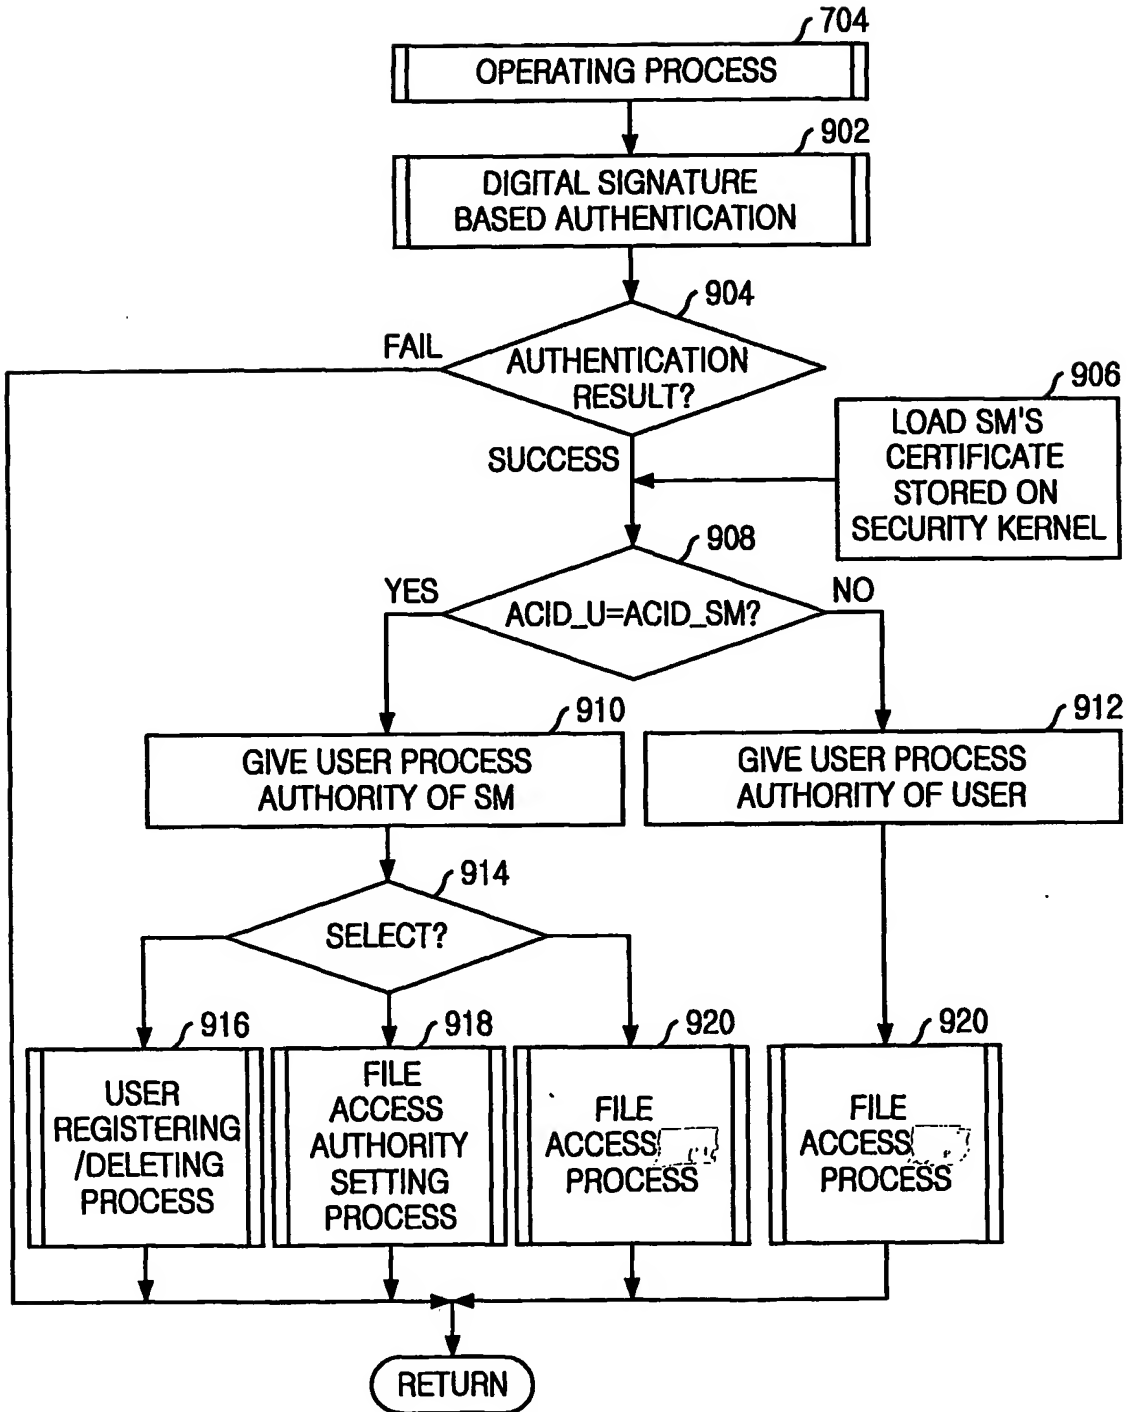 704
OPERATING PROCESS
902
DIGITAL SIGNATURE
BASED AUTHENTICATION
904
FAIL
AUTHENTICATION
RESULT?
906
LOAD SM'S
CERTIFICATE
STORED ON
SECURITY KERNEL
SUCCESS
908
YES
NO
ACID_U=ACID_SM?
910
GIVE USER PROCESS
AUTHORITY OF SM
912
GIVE USER PROCESS
AUTHORITY OF USER
914
SELECT?
916
USER
REGISTERING
/DELETING
PROCESS
918
FILE
ACCESS
AUTHORITY
SETTING
PROCESS
920
FILE
ACCESS
PROCESS
920
FILE
ACCESS
PROCESS
RETURN